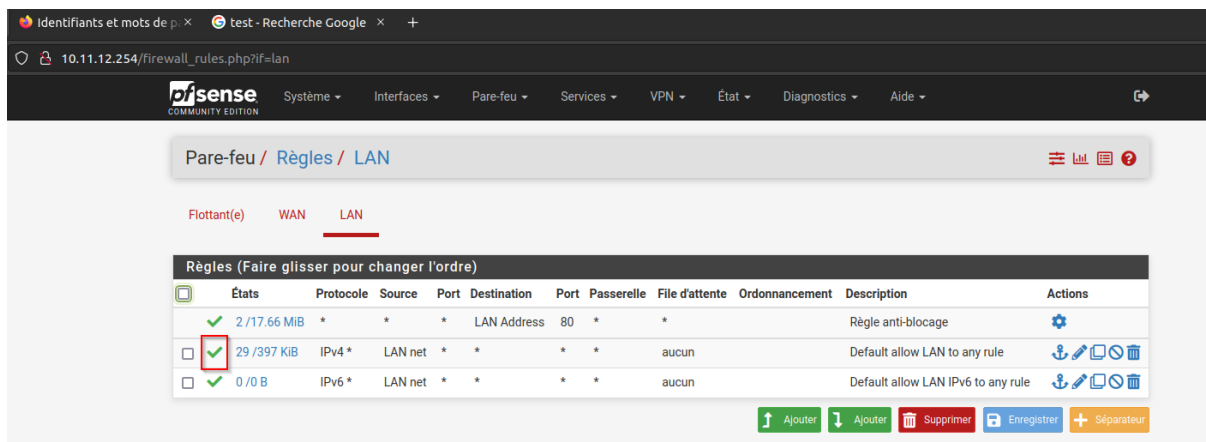 Identifiants et mots de p
test - Recherche Google
10.11.12.254/firewall_rules.php?if=lan
pfsense Système Interfaces Pare-feu Services VPN État Diagnostics Aide
COMMUNITY EDITION
Pare-feu / Règles / LAN
Flottant(e) WAN LAN
Règles (Faire glisser pour changer l'ordre)
États Protocole Source Port Destination Port Passerelle File d'attente Ordonnancement Description Actions
2 /17.66 MiB * * * LAN Address 80 * * Règle anti-blocage
29 /397 KiB IPv4 * LAN net * * * * aucun Default allow LAN to any rule
0 /0 B IPv6 * LAN net * * * * aucun Default allow LAN IPv6 to any rule
Ajouter Ajouter Supprimer Enregistrer Séparateur